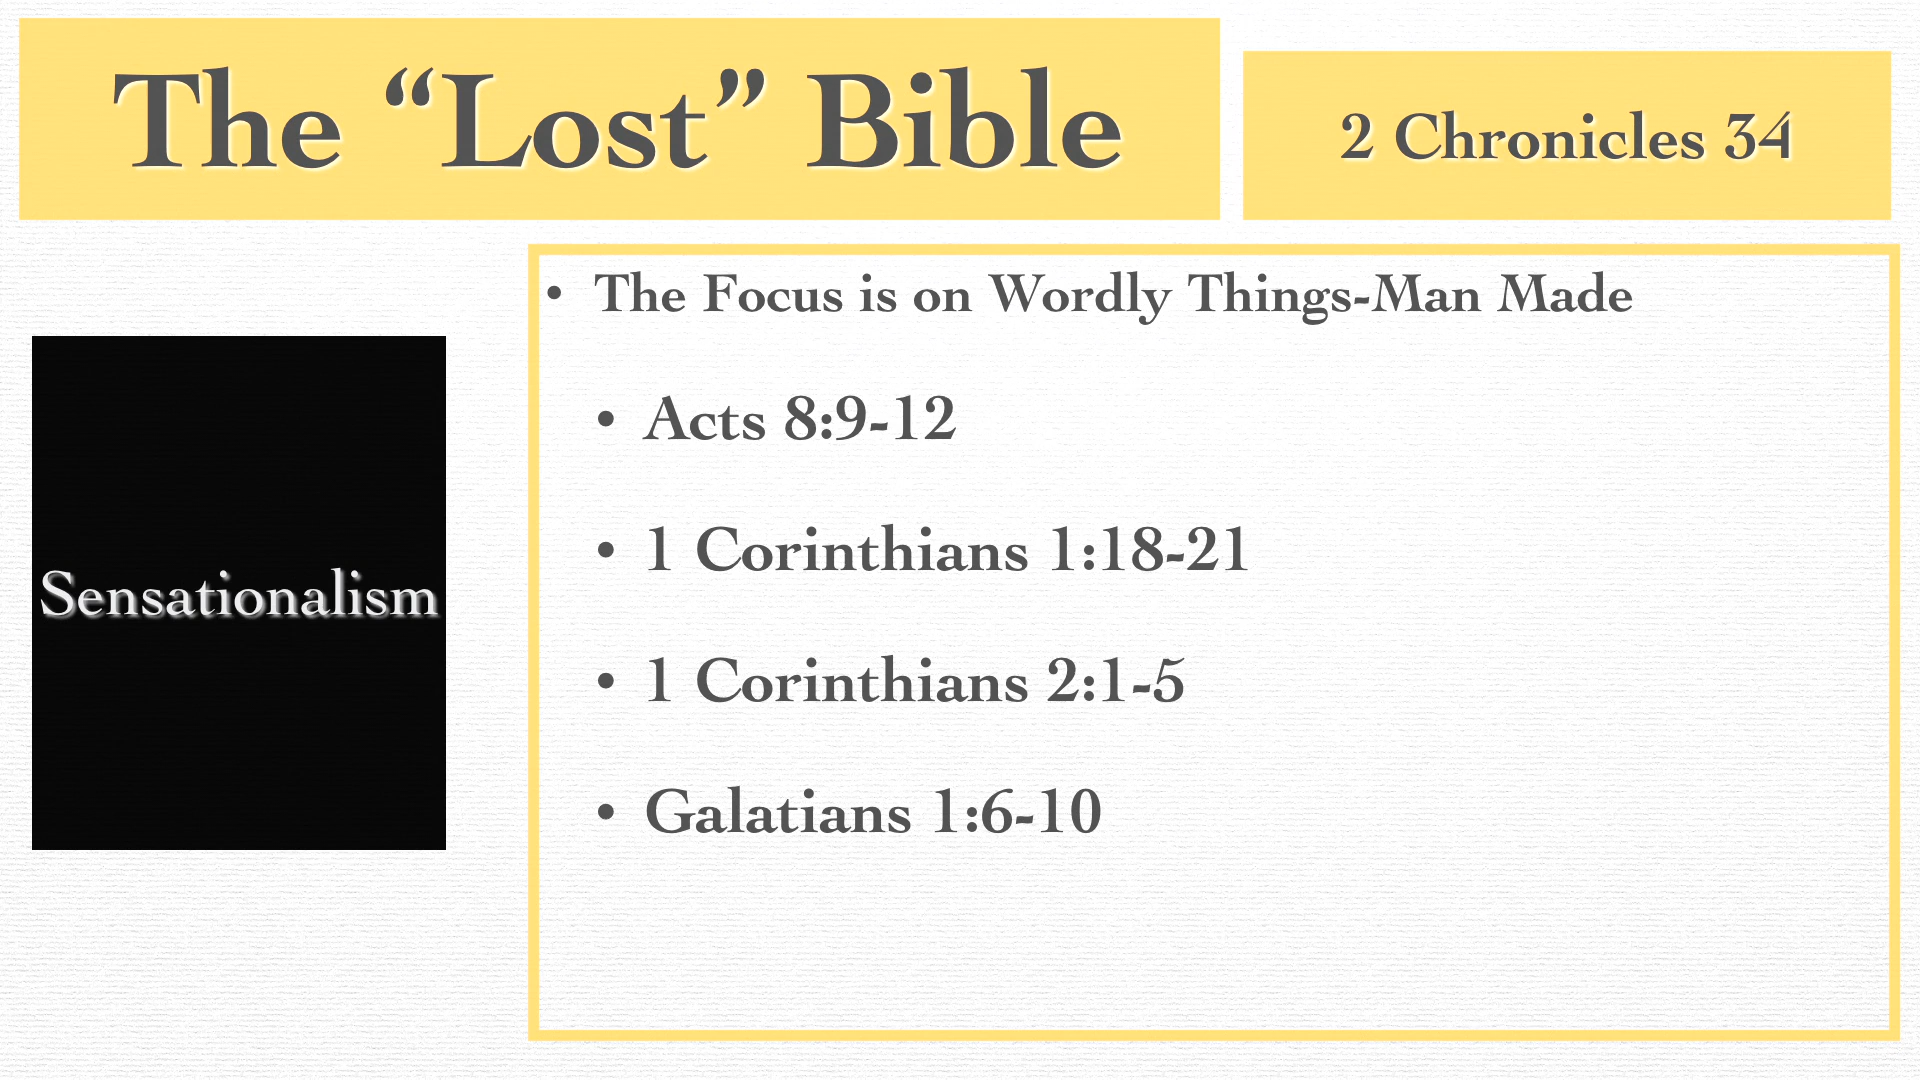 The “Lost” Bible
2 Chronicles 34
Sensationalism
• The Focus is on Wordly Things-Man Made
• Acts 8:9-12
• 1 Corinthians 1:18-21
• 1 Corinthians 2:1-5
• Galatians 1:6-10